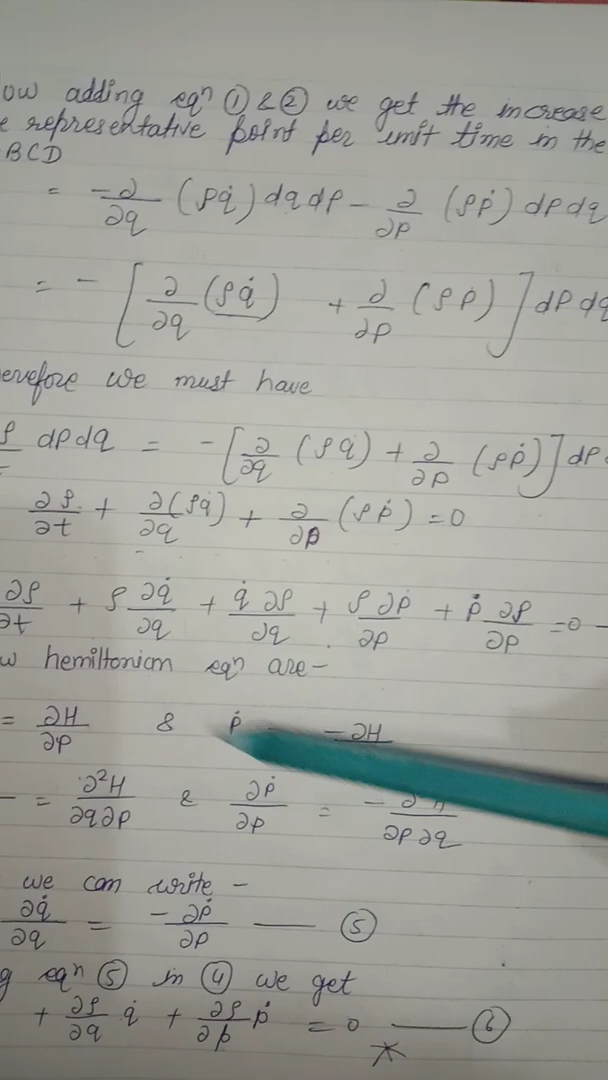 ow adding eqⁿ ① & ② we get the increase
e representative point per unit time in the
BCD
= -∂/∂q (ρq̇) dq dp - ∂/∂p (ρṗ) dp dq
= - [∂/∂q (ρq̇) + ∂/∂p (ρṗ)] dp dq
erefore we must have
ρ dp dq = - [∂/∂q (ρq̇) + ∂/∂p (ρṗ)] dp
∂ρ/∂t + ∂(ρq̇)/∂q + ∂/∂p (ρṗ) = 0
∂ρ/∂t + ρ ∂q̇/∂q + q̇ ∂ρ/∂q + ρ ∂ṗ/∂p + ṗ ∂ρ/∂p = 0 -
w hemiltonian eqⁿ are -
= ∂H/∂p & ṗ -∂H
= ∂²H/∂q∂p & ∂ṗ/∂p = - /∂p∂q
we can write -
∂q̇/∂q = -∂ṗ/∂p — ⑤
g eqⁿ ⑤ in ④ we get
+ ∂ρ/∂q q̇ + ∂ρ/∂p ṗ = 0 — ⑥